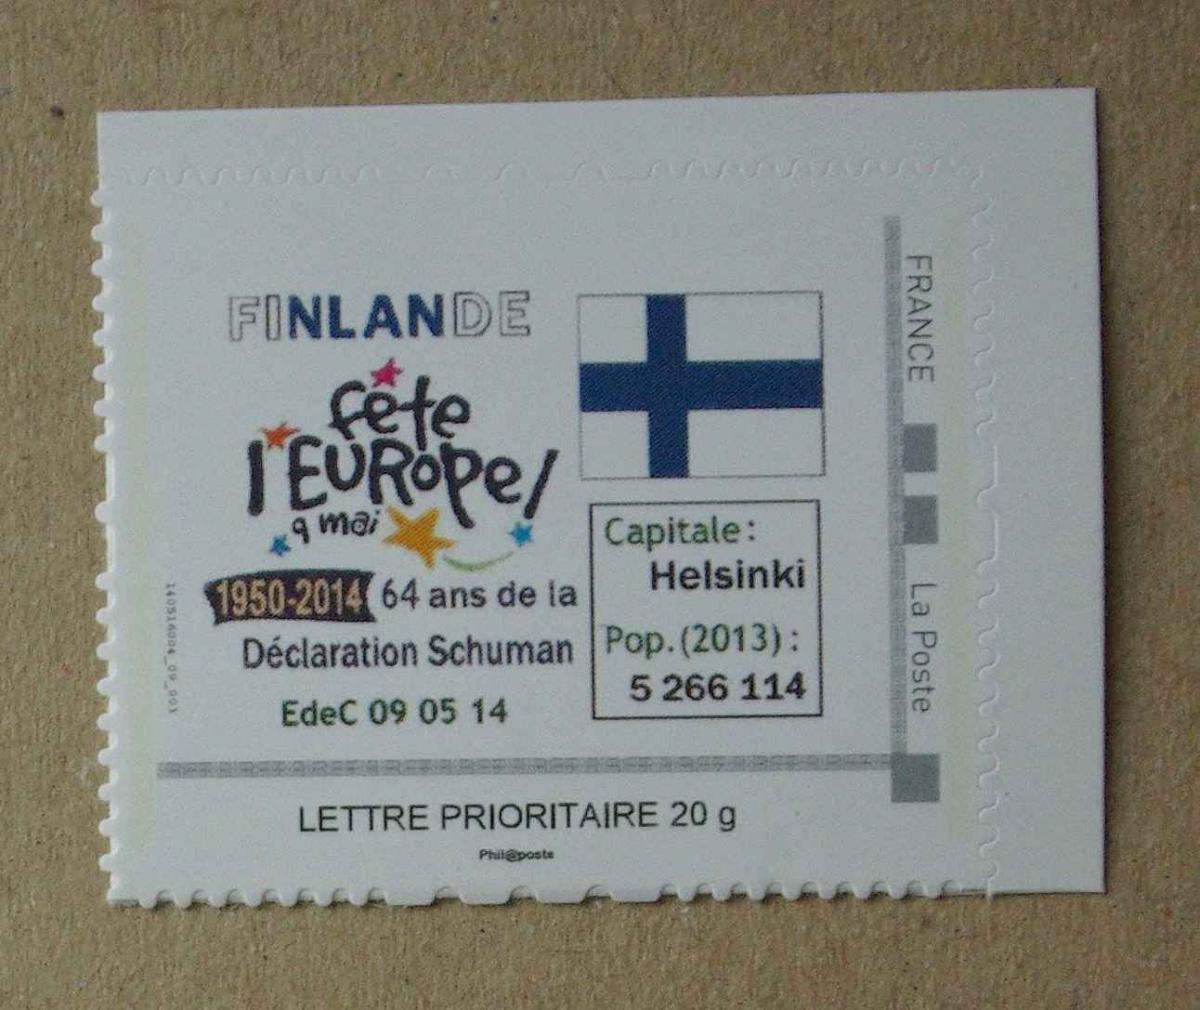 FINLANDE
fête
l'EUROpe!
9 mai
1950-2014 64 ans de la
Déclaration Schuman
EdeC 09 05 14
Capitale :
Helsinki
Pop. (2013) :
5 266 114
FRANCE
La Poste
LETTRE PRIORITAIRE 20 g
Phil@poste